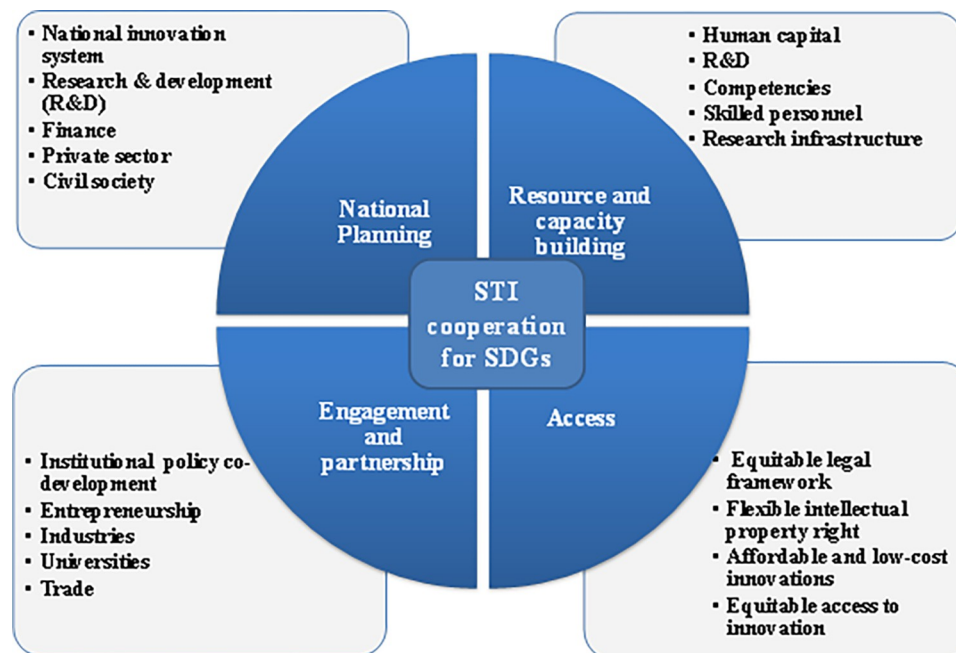 ▪ National innovation
system
▪ Research & development
(R&D)
▪ Finance
▪ Private sector
▪ Civil society
▪ Human capital
▪ R&D
▪ Competencies
▪ Skilled personnel
▪ Research infrastructure
National
Planning
Resource and
capacity
building
STI
cooperation
for SDGs
Engagement
and
partnership
Access
▪ Institutional policy co-
development
▪ Entrepreneurship
▪ Industries
▪ Universities
▪ Trade
▪ Equitable legal
framework
▪ Flexible intellectual
property right
▪ Affordable and low-cost
innovations
▪ Equitable access to
innovation